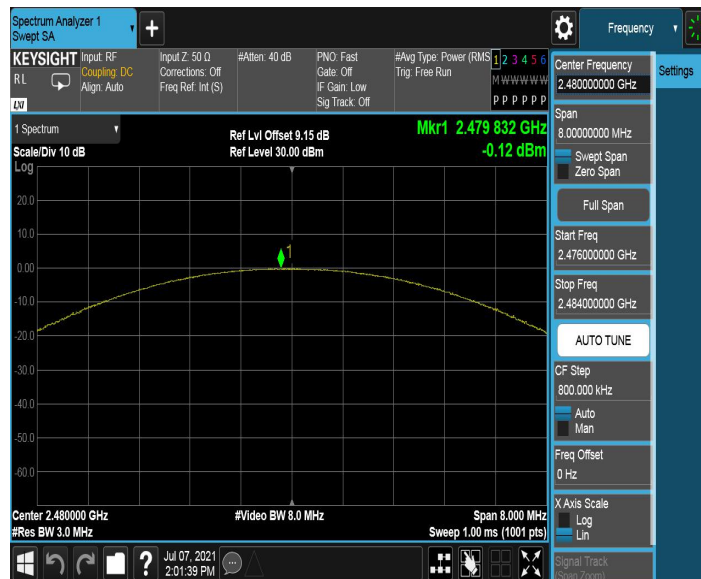 Spectrum Analyzer 1
Swept SA
+
Frequency
KEYSIGHT
RL
LXI
Input: RF
Coupling: DC
Align: Auto
Input Z: 50 Ω
Corrections: Off
Freq Ref: Int (S)
#Atten: 40 dB
PNO: Fast
Gate: Off
IF Gain: Low
Sig Track: Off
#Avg Type: Power (RMS
Trig: Free Run
1 2 3 4 5 6
M W W W W W
P P P P P P
Center Frequency
2.480000000 GHz
Settings
Span
8.00000000 MHz
Swept Span
Zero Span
Full Span
Start Freq
2.476000000 GHz
Stop Freq
2.484000000 GHz
AUTO TUNE
CF Step
800.000 kHz
Auto
Man
Freq Offset
0 Hz
X Axis Scale
Log
Lin
Signal Track
(Span Zoom)
1 Spectrum
Scale/Div 10 dB
Ref Lvl Offset 9.15 dB
Ref Level 30.00 dBm
Mkr1 2.479 832 GHz
-0.12 dBm
Log
20.0
10.0
0.00
-10.0
-20.0
-30.0
-40.0
-50.0
-60.0
1
Center 2.480000 GHz
#Res BW 3.0 MHz
#Video BW 8.0 MHz
Span 8.000 MHz
Sweep 1.00 ms (1001 pts)
?
Jul 07, 2021
2:01:39 PM